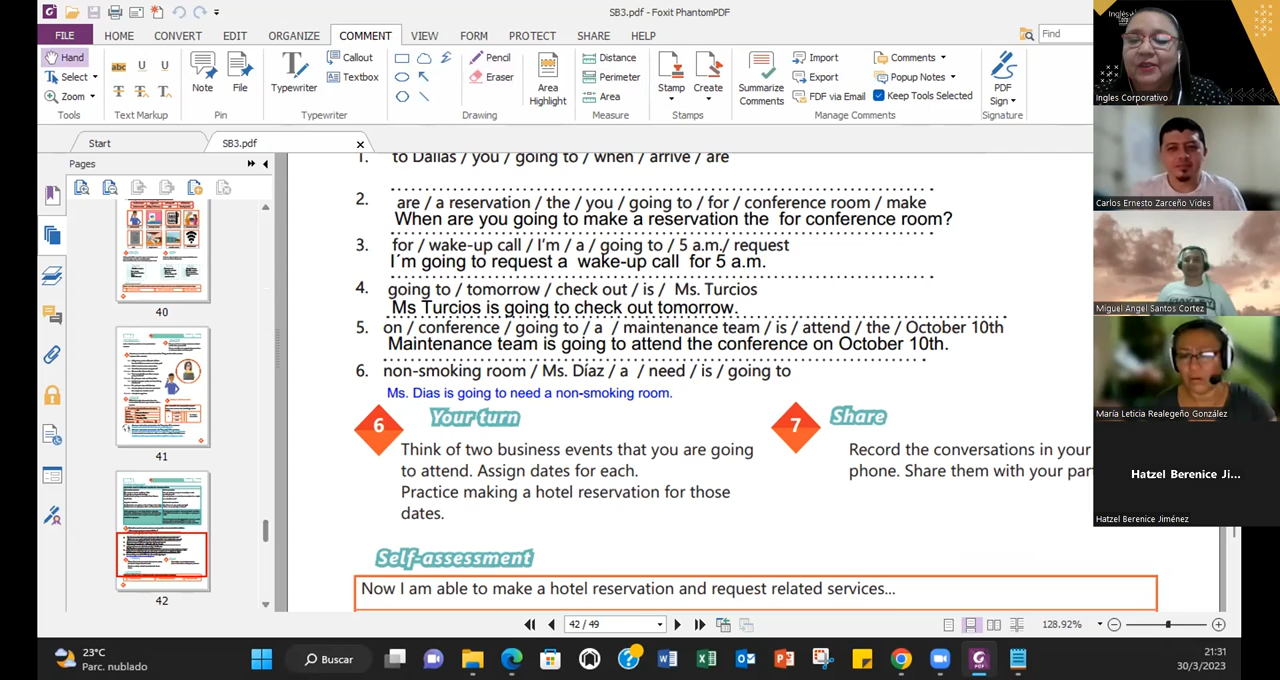 SB3.pdf - Foxit PhantomPDF
FILE HOME CONVERT EDIT ORGANIZE COMMENT VIEW FORM PROTECT SHARE HELP
Find
Hand
Select
Zoom
Tools
abc U U
T T T
Text Markup
Note
File
Pin
Typewriter
Callout
Textbox
Typewriter
Pencil
Eraser
Drawing
Area Highlight
Distance
Perimeter
Area
Measure
Stamp
Create
Stamps
Summarize Comments
Import
Export
FDF via Email
Comments
Popup Notes
Keep Tools Selected
Manage Comments
PDF Sign
Signature
Start
SB3.pdf
Pages
40
41
42
1. to Dallas / you / going to / when / arrive / are
2. are / a reservation / the / you / going to / for / conference room / make
When are you going to make a reservation the for conference room?
3. for / wake-up call / I'm / a / going to / 5 a.m./ request
I´m going to request a wake-up call for 5 a.m.
4. going to / tomorrow / check out / is / Ms. Turcios
Ms Turcios is going to check out tomorrow.
5. on / conference / going to / a / maintenance team / is / attend / the / October 10th
Maintenance team is going to attend the conference on October 10th.
6. non-smoking room / Ms. Díaz / a / need / is / going to
Ms. Dias is going to need a non-smoking room.
6 Your turn
Think of two business events that you are going
to attend. Assign dates for each.
Practice making a hotel reservation for those
dates.
7 Share
Record the conversations in your
phone. Share them with your par
Self-assessment
Now I am able to make a hotel reservation and request related services...
42 / 49
128.92%
Ingles Corporativo
Carlos Ernesto Zarceño Vides
Miguel Angel Santos Cortez
María Leticia Realegeño González
Hatzel Berenice Ji...
Hatzel Berenice Jiménez
23°C
Parc. nublado
Buscar
21:31
30/3/2023